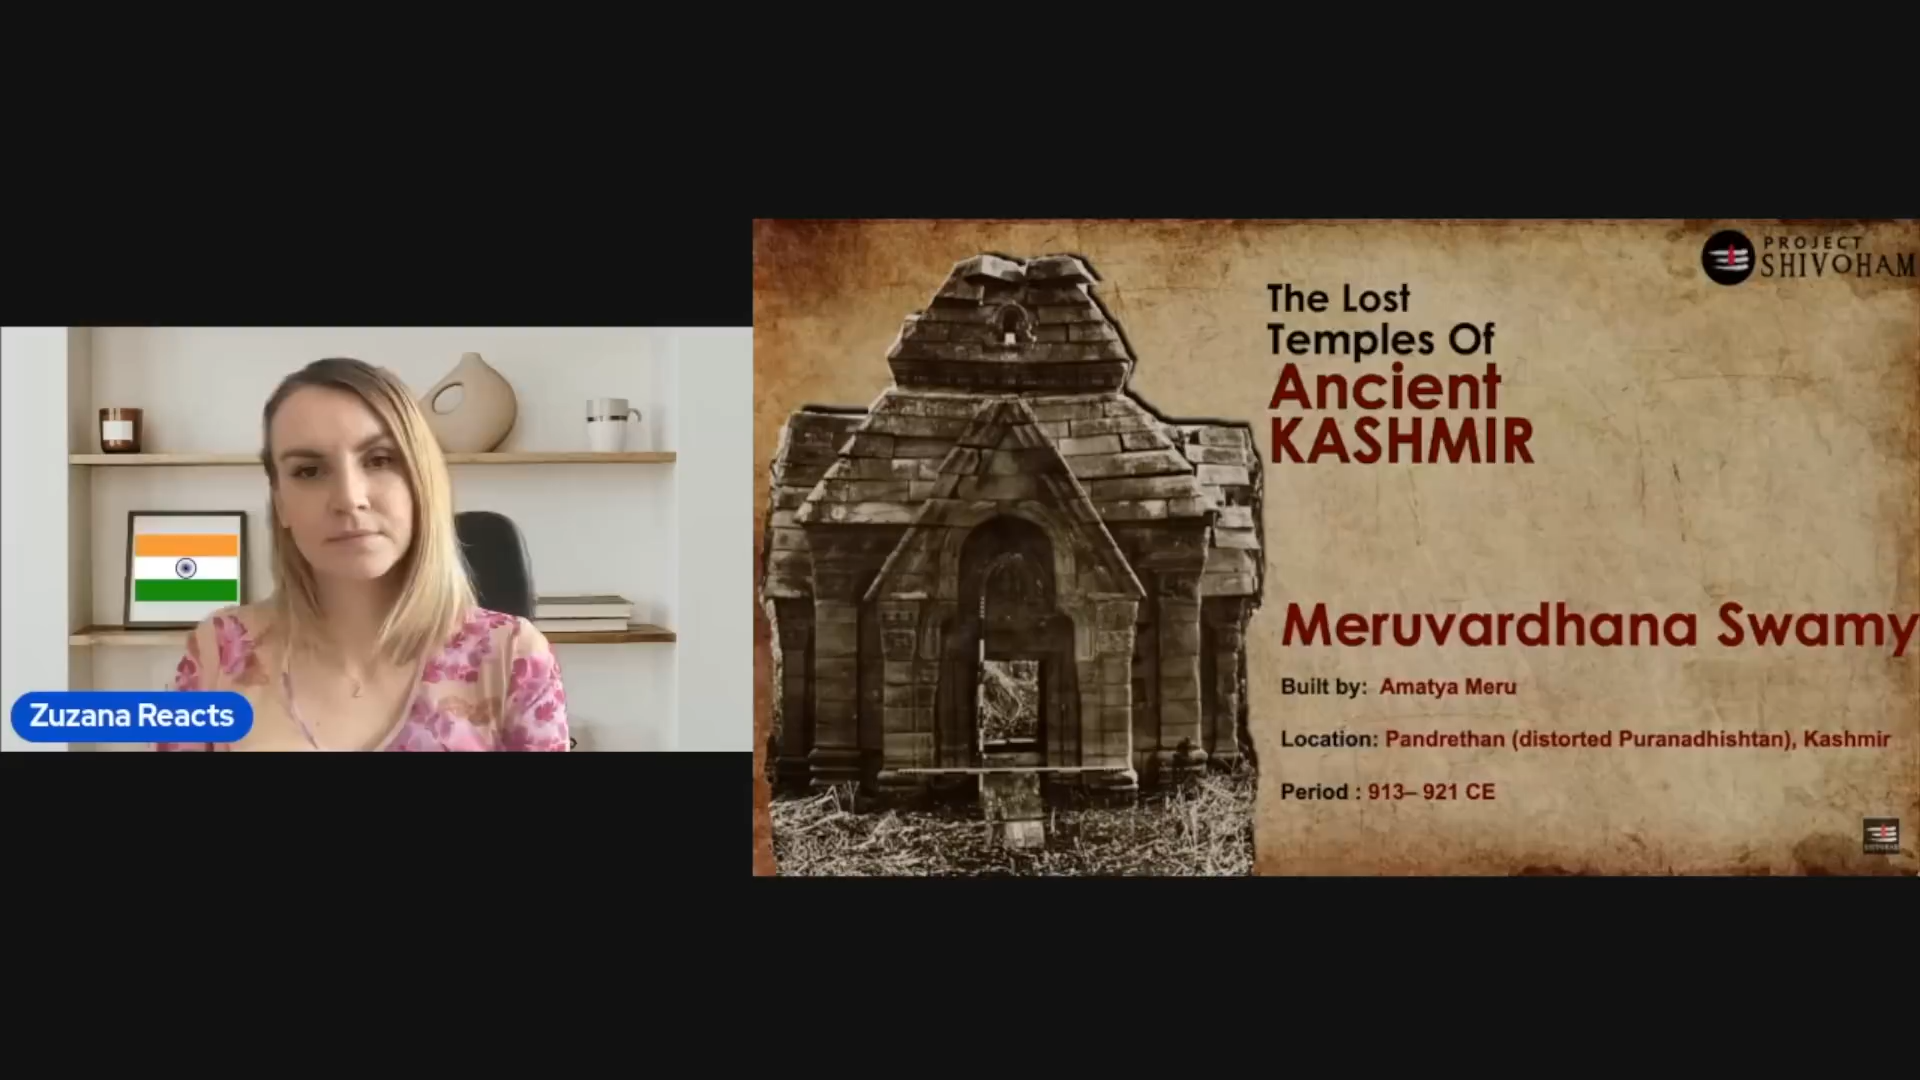 Zuzana Reacts
PROJECT
SHIVOHAM
The Lost
Temples Of
Ancient
KASHMIR
Meruvardhana Swamy
Built by: Amatya Meru
Location: Pandrethan (distorted Puranadhishtan), Kashmir
Period : 913– 921 CE